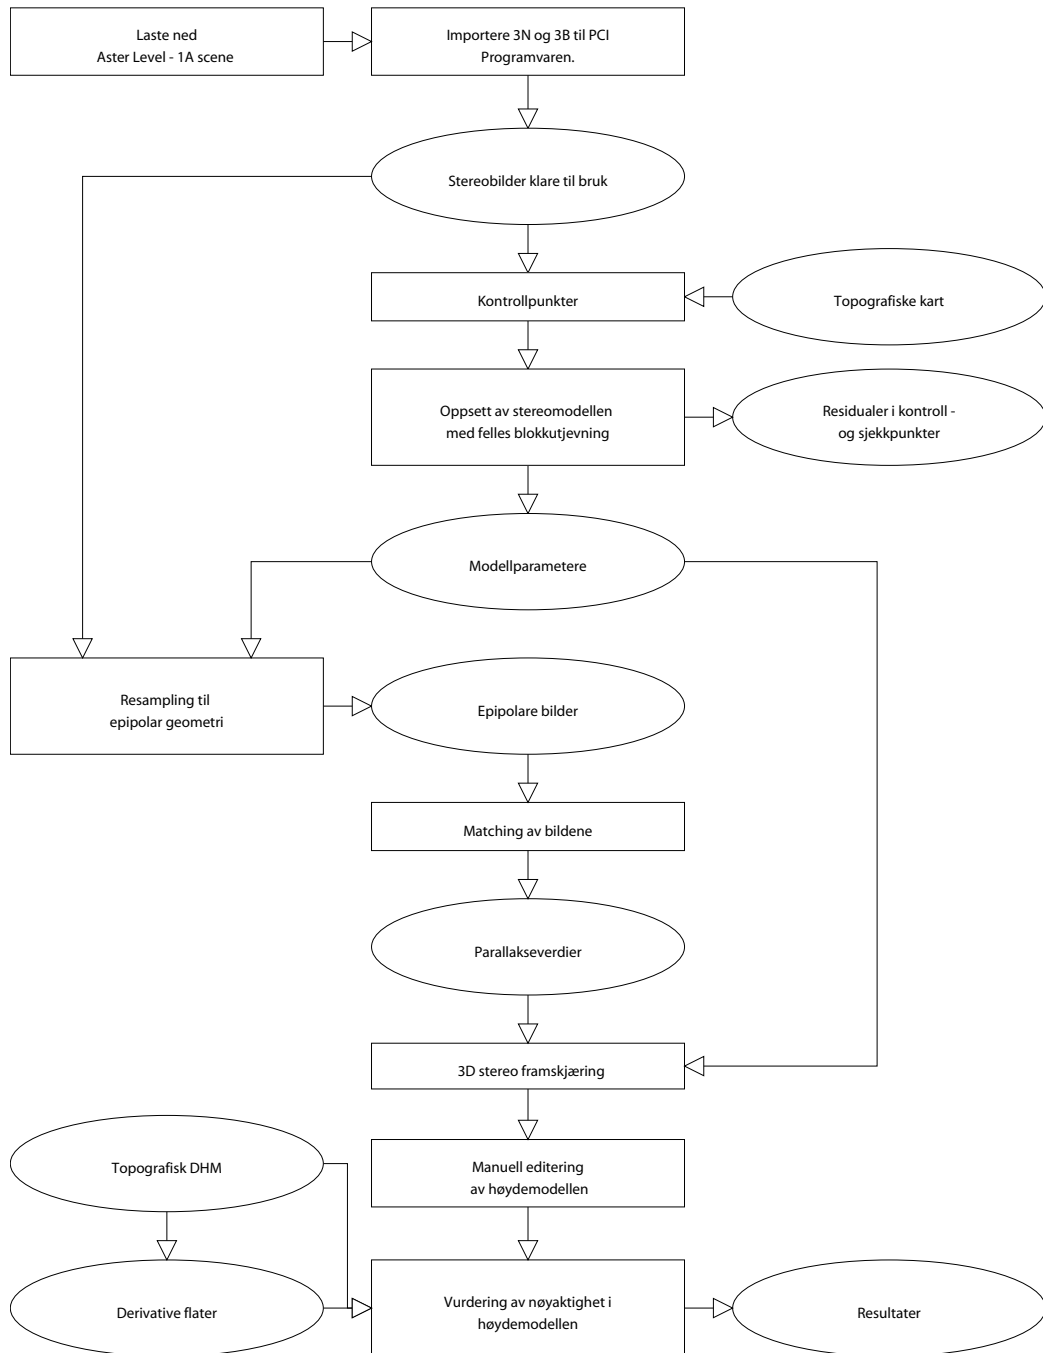 Laste ned
Aster Level - 1A scene
Importere 3N og 3B til PCI
Programvaren.
Stereobilder klare til bruk
Kontrollpunkter
Topografiske kart
Oppsett av stereomodellen
med felles blokkutjevning
Residualer i kontroll -
og sjekkpunkter
Modellparametere
Resampling til
epipolar geometri
Epipolare bilder
Matching av bildene
Parallakseverdier
3D stereo framskjæring
Topografisk DHM
Manuell editering
av høydemodellen
Derivative flater
Vurdering av nøyaktighet i
høydemodellen
Resultater